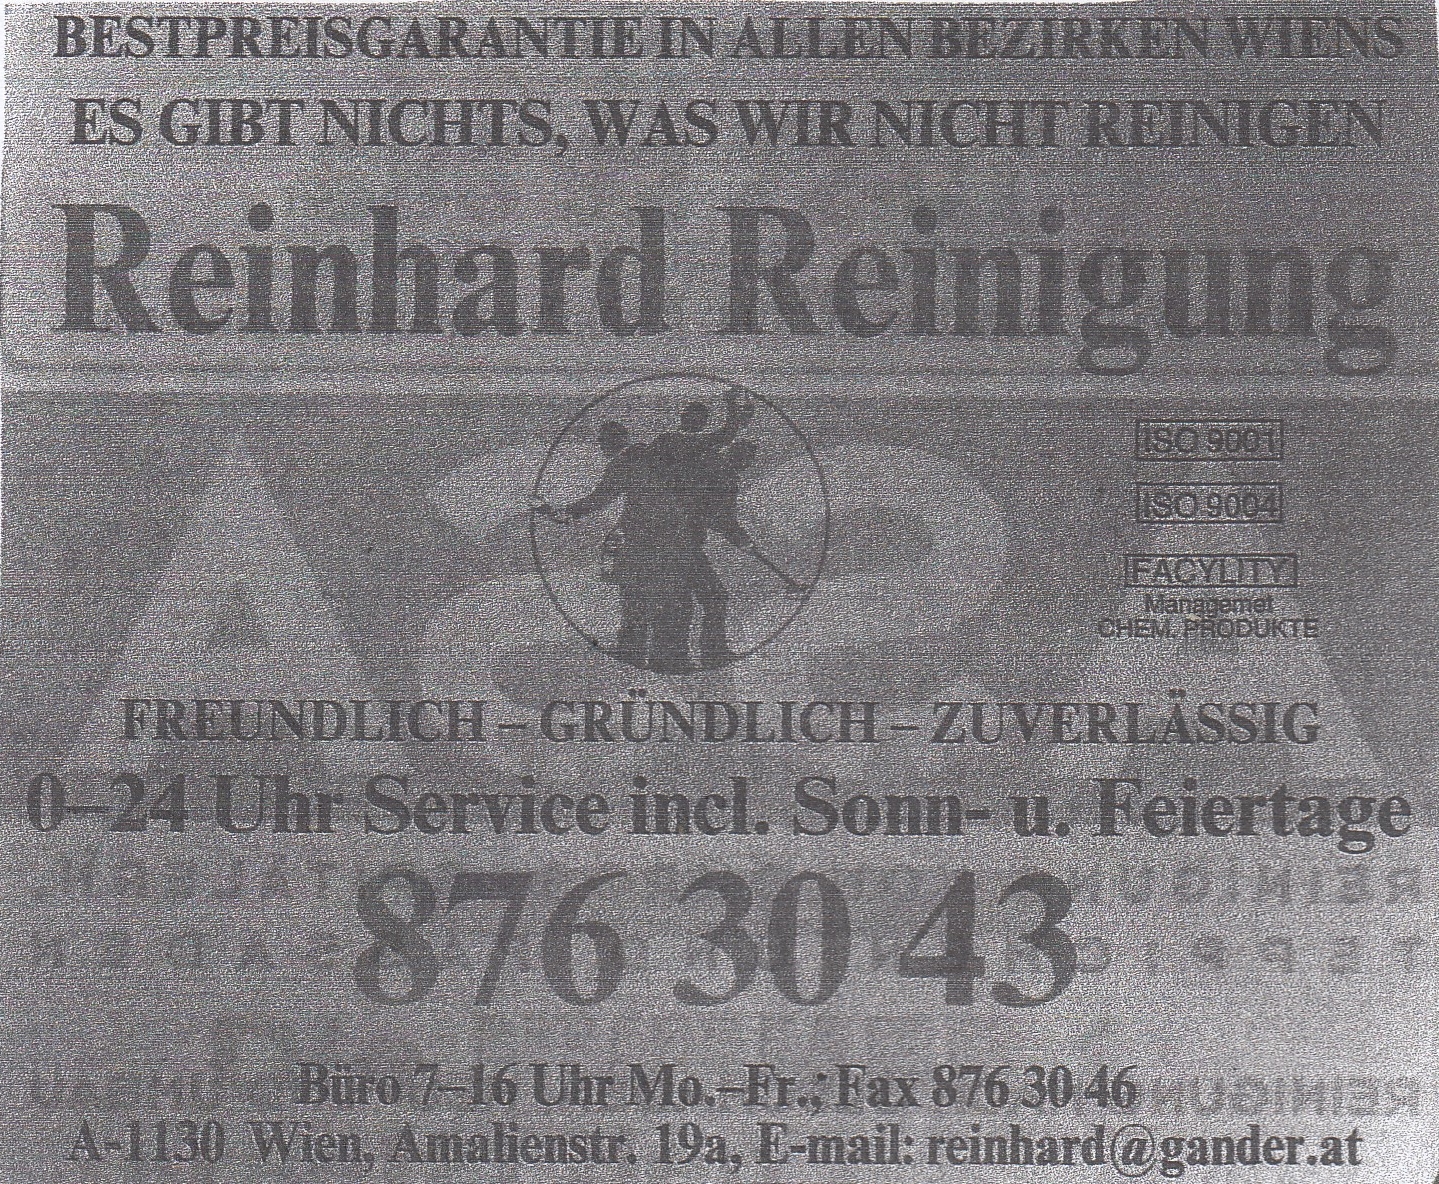 BESTPREISGARANTIE IN ALLEN BEZIRKEN WIENS
ES GIBT NICHTS, WAS WIR NICHT REINIGEN
Reinhard Reinigung
ISO 9001
ISO 9004
FACYLITY
Managemet
CHEM. PRODUKTE
FREUNDLICH – GRÜNDLICH – ZUVERLÄSSIG
0–24 Uhr Service incl. Sonn- u. Feiertage
876 30 43
Büro 7–16 Uhr Mo.–Fr.; Fax 876 30 46
A-1130 Wien, Amalienstr. 19a, E-mail: reinhard@gander.at